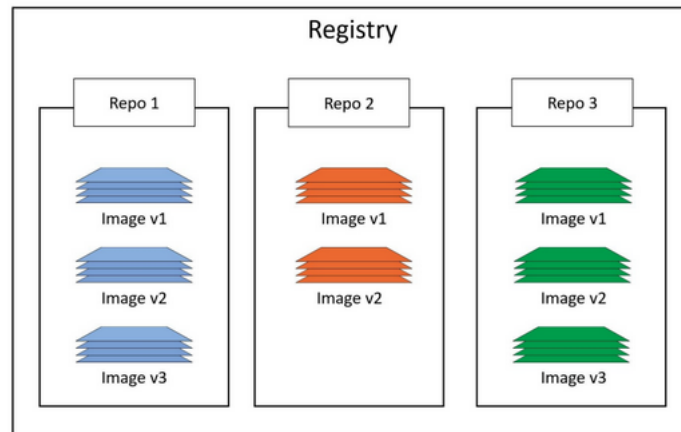 Registry
Repo 1
Image v1
Image v2
Image v3
Repo 2
Image v1
Image v2
Repo 3
Image v1
Image v2
Image v3